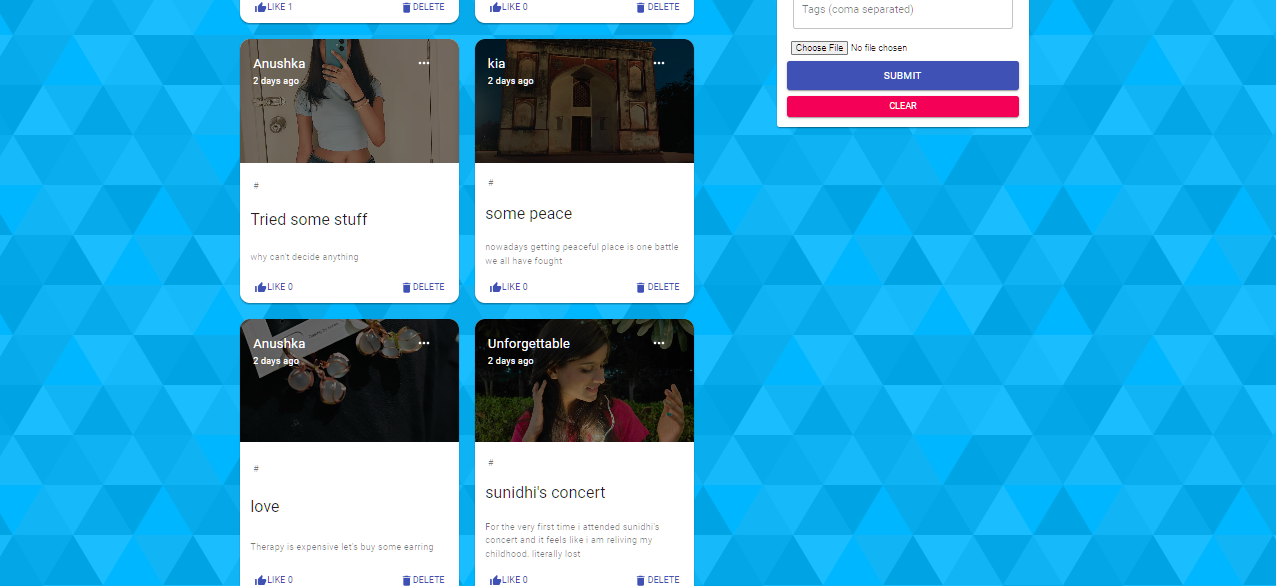 LIKE 1
DELETE
LIKE 0
DELETE
Tags (coma separated)
Choose File No file chosen
SUBMIT
CLEAR
Anushka
2 days ago
#
Tried some stuff
why can't decide anything
LIKE 0
DELETE
kia
2 days ago
#
some peace
nowadays getting peaceful place is one battle
we all have fought
LIKE 0
DELETE
Anushka
2 days ago
#
love
Therapy is expensive let's buy some earring
LIKE 0
DELETE
Unforgettable
2 days ago
#
sunidhi's concert
For the very first time i attended sunidhi's
concert and it feels like i am reliving my
childhood. literally lost
LIKE 0
DELETE